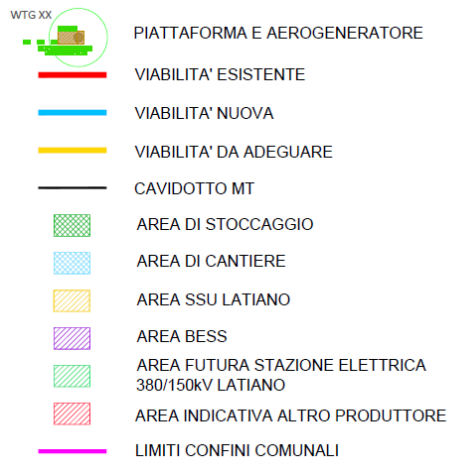 WTG XX
PIATTAFORMA E AEROGENERATORE
VIABILITA' ESISTENTE
VIABILITA' NUOVA
VIABILITA' DA ADEGUARE
CAVIDOTTO MT
AREA DI STOCCAGGIO
AREA DI CANTIERE
AREA SSU LATIANO
AREA BESS
AREA FUTURA STAZIONE ELETTRICA
380/150kV LATIANO
AREA INDICATIVA ALTRO PRODUTTORE
LIMITI CONFINI COMUNALI